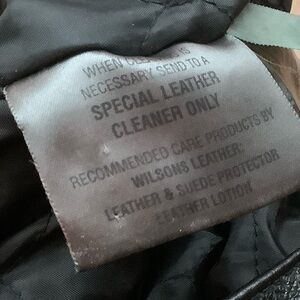 WHEN CLEANING IS
NECESSARY SEND TO A
SPECIAL LEATHER
CLEANER ONLY
RECOMMENDED CARE PRODUCTS BY
WILSONS LEATHER:
LEATHER & SUEDE PROTECTOR
LEATHER LOTION